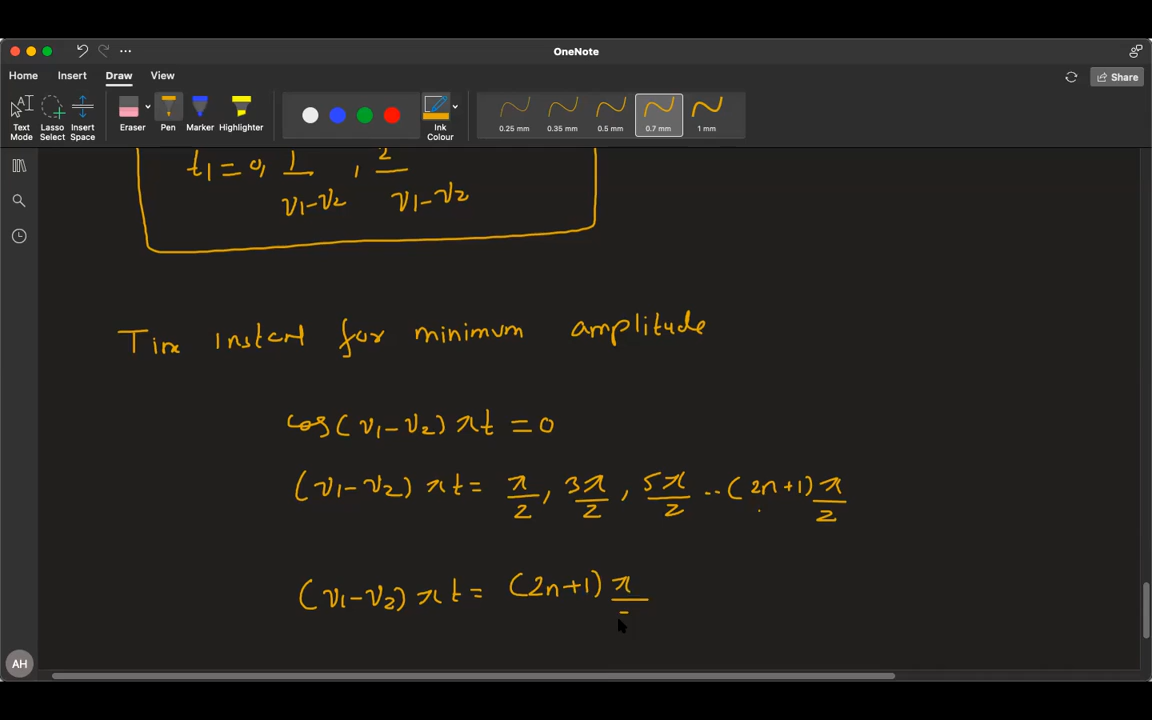 OneNote
Home Insert Draw View
Share
Text Mode
Lasso Select
Insert Space
Eraser
Pen
Marker
Highlighter
Ink Colour
0.25 mm 0.35 mm 0.5 mm 0.7 mm 1 mm
t1 = 0, 1/(ν1-ν2), 2/(ν1-ν2)
instant for minimum amplitude
cos(ν1-ν2)πt = 0
(ν1-ν2)πt = π/2, 3π/2, 5π/2 ..(2n+1)π/2
(ν1-ν2)πt = (2n+1)π
AH